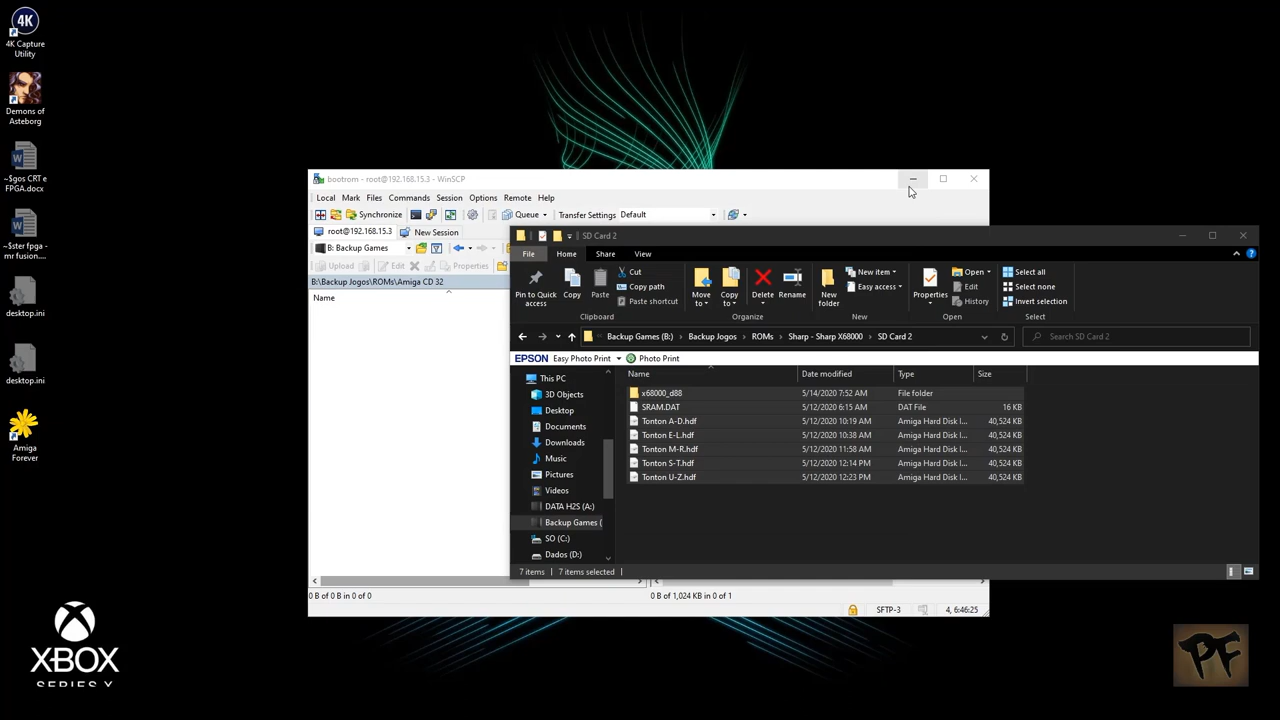 4K
4K Capture
Utility
Demons of
Asteborg
~$gos CRT e
FPGA.docx
~$ster fpga -
mr fusion....
desktop.ini
desktop.ini
Amiga
Forever
XBOX
SERIES X
PF
bootrom - root@192.168.15.3 - WinSCP
Local Mark Files Commands Session Options Remote Help
Synchronize Queue Transfer Settings Default
root@192.168.15.3 New Session
B: Backup Games
Upload Edit Properties
B:\Backup Jogos\ROMs\Amiga CD 32
Name
0 B of 0 B in 0 of 0 0 B of 1,024 KB in 0 of 1
SFTP-3 4, 6:46:25
SD Card 2
File Home Share View
Pin to Quick
access
Copy
Paste
Cut
Copy path
Paste shortcut
Clipboard
Move
to
Copy
to
Delete
Rename
Organize
New
folder
New item
Easy access
New
Properties
Open
Edit
History
Open
Select all
Select none
Invert selection
Select
Backup Games (B:) > Backup Jogos > ROMs > Sharp - Sharp X68000 > SD Card 2
Search SD Card 2
EPSON Easy Photo Print Photo Print
This PC
3D Objects
Desktop
Documents
Downloads
Music
Pictures
Videos
DATA H2S (A:)
Backup Games (
SO (C:)
Dados (D:)
Name Date modified Type Size
x68000_d88 5/14/2020 7:52 AM File folder
SRAM.DAT 5/12/2020 6:15 AM DAT File 16 KB
Tonton A-D.hdf 5/12/2020 10:19 AM Amiga Hard Disk I... 40,524 KB
Tonton E-L.hdf 5/12/2020 10:38 AM Amiga Hard Disk I... 40,524 KB
Tonton M-R.hdf 5/12/2020 11:58 AM Amiga Hard Disk I... 40,524 KB
Tonton S-T.hdf 5/12/2020 12:14 PM Amiga Hard Disk I... 40,524 KB
Tonton U-Z.hdf 5/12/2020 12:23 PM Amiga Hard Disk I... 40,524 KB
7 items 7 items selected